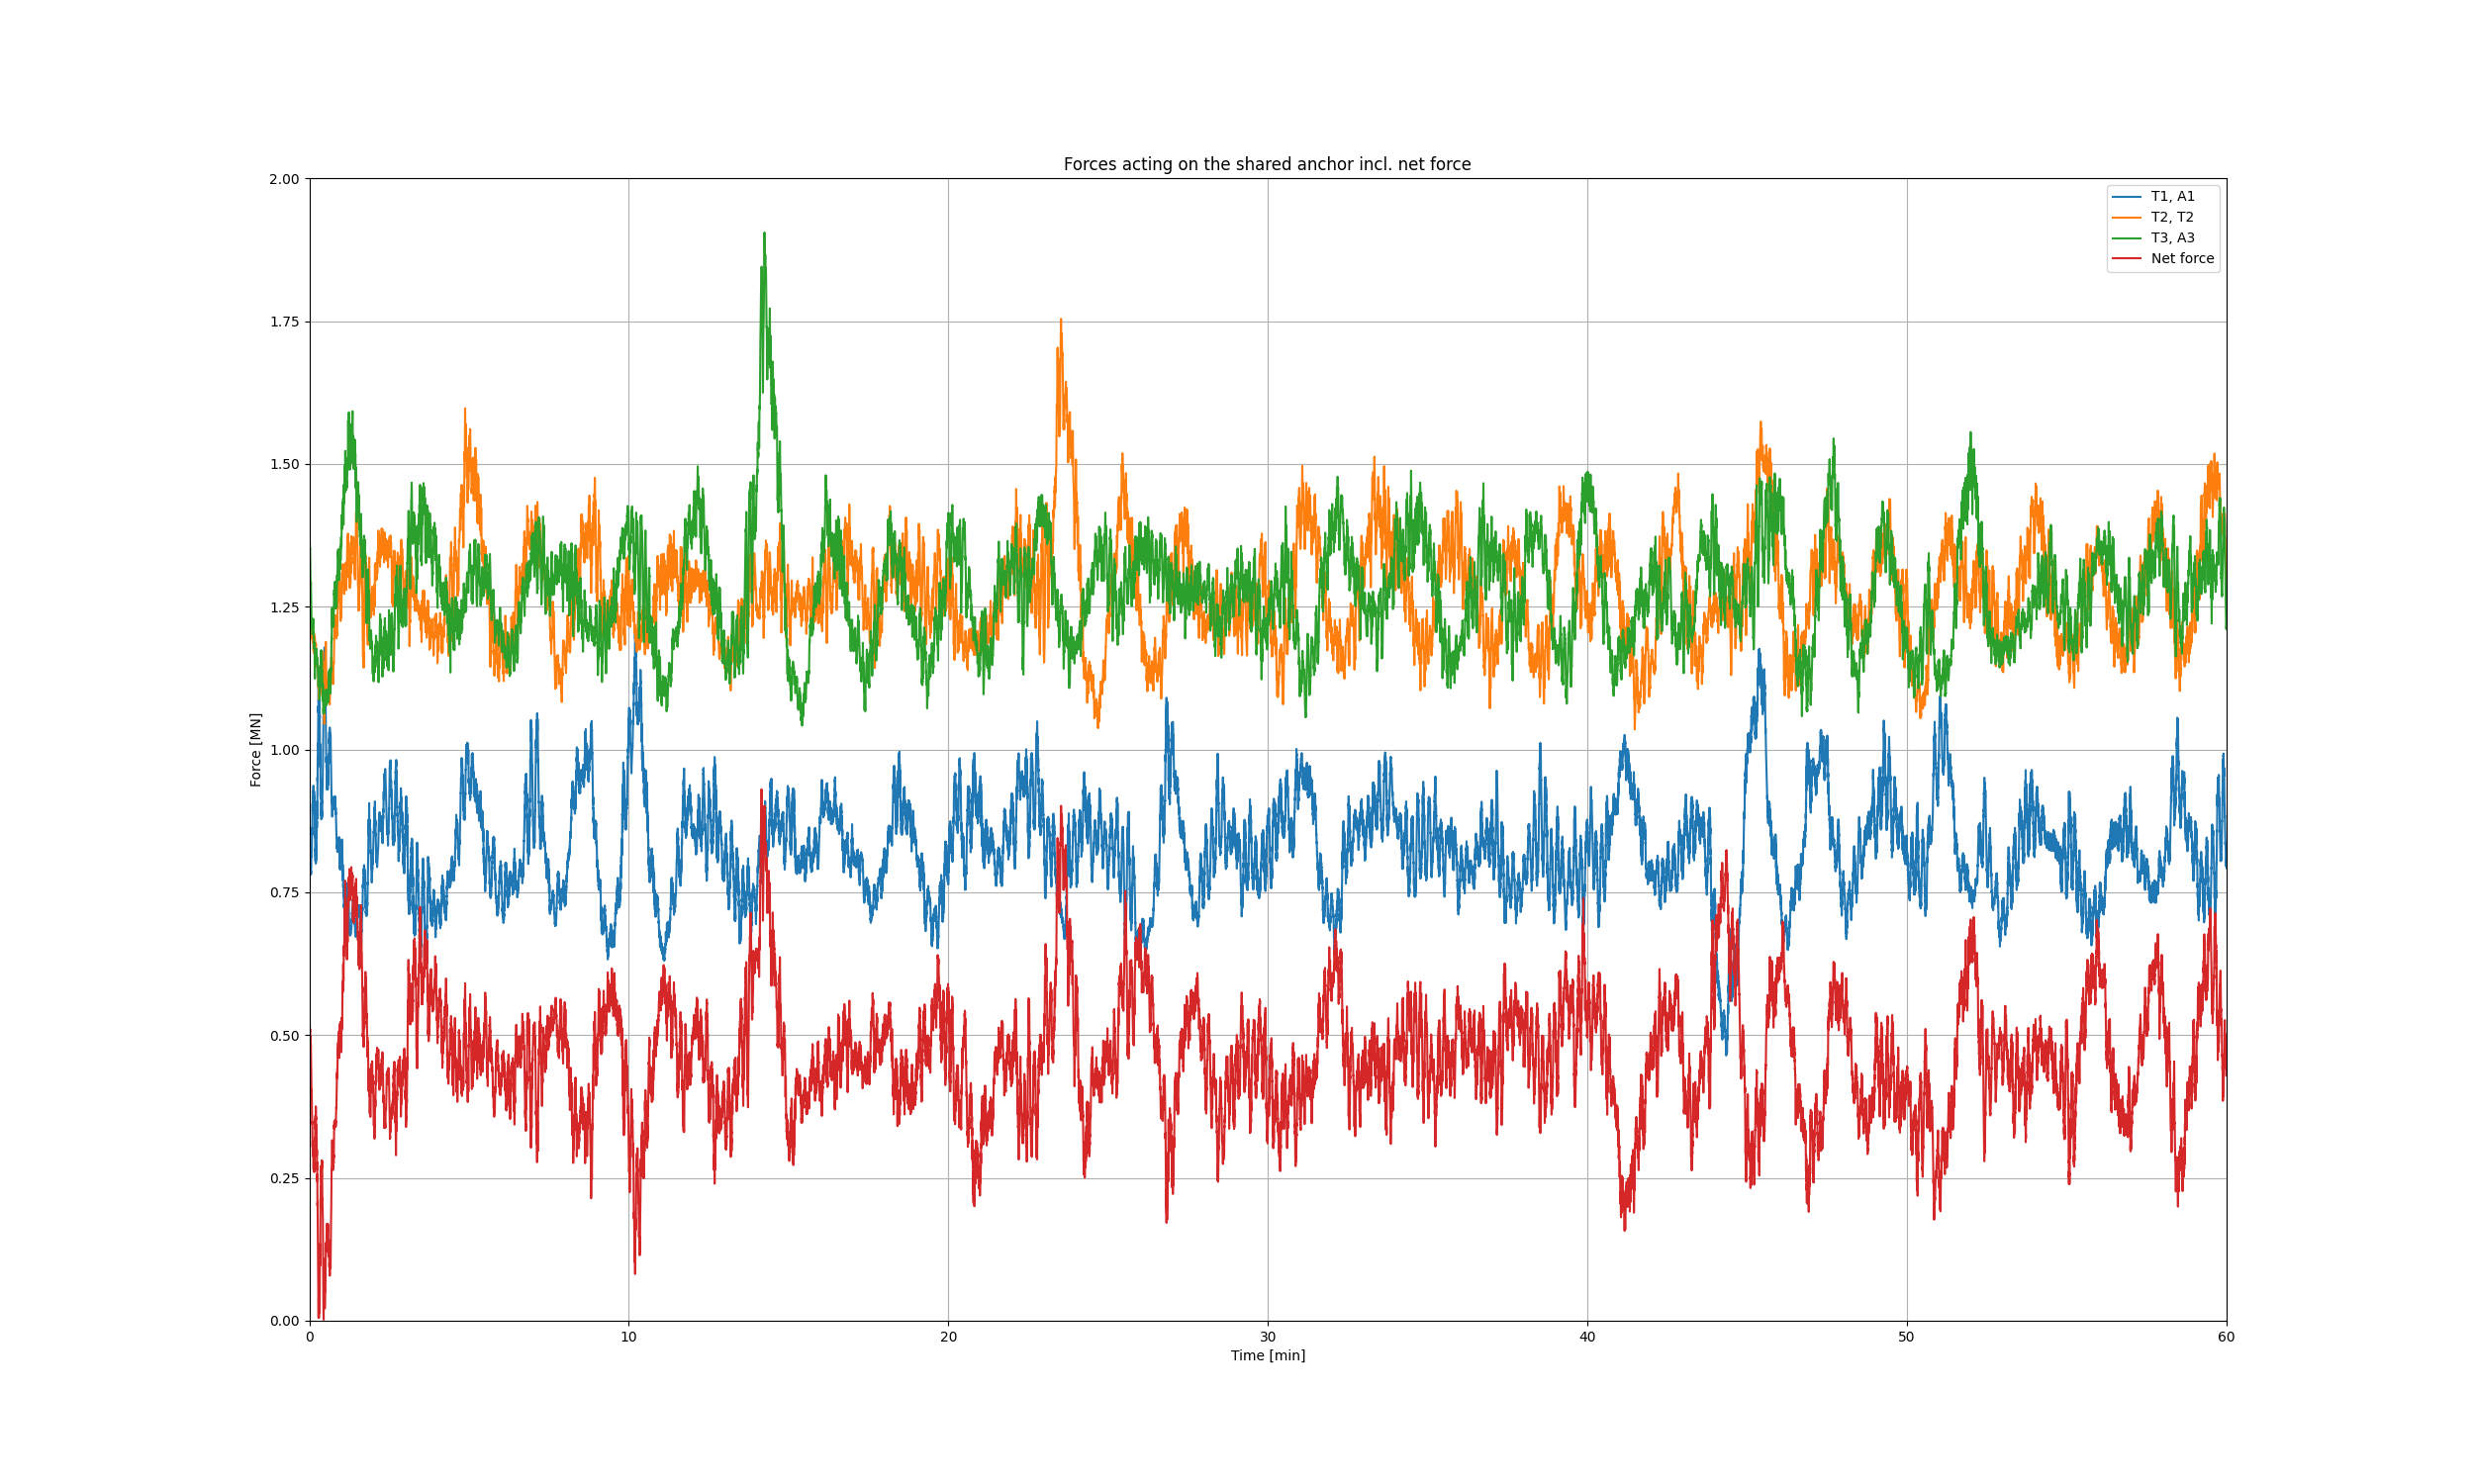 Forces acting on the shared anchor incl. net force
2.00
1.75
1.50
1.25
1.00
0.75
0.50
0.25
0.00
Force [MN]
T1, A1
T2, T2
T3, A3
Net force
0 10 20 30 40 50 60
Time [min]